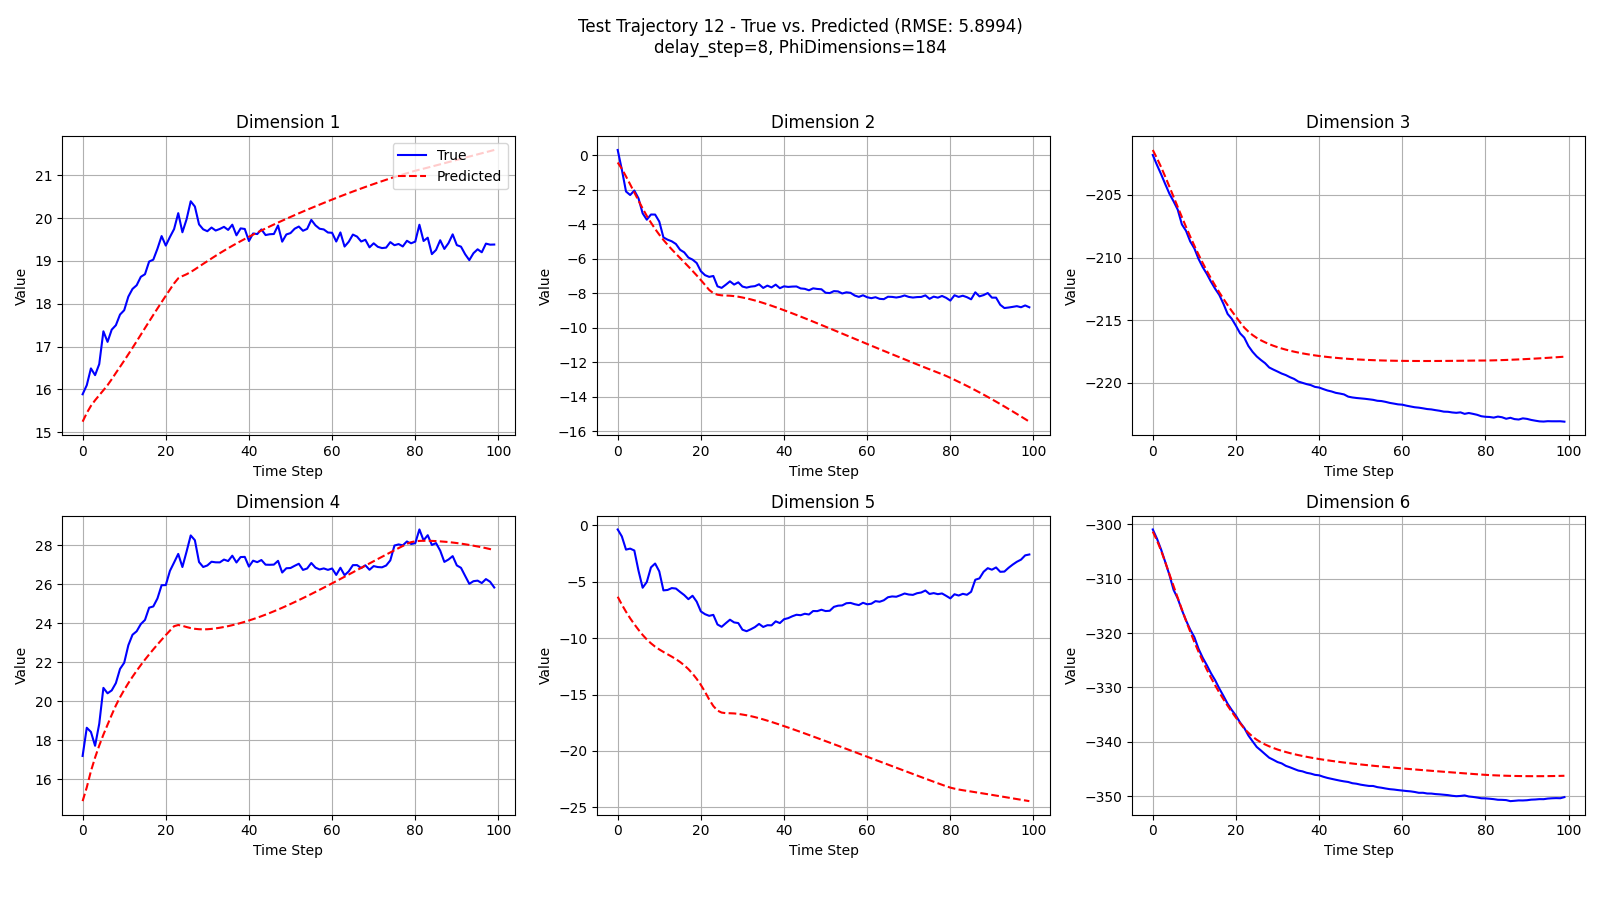 Test Trajectory 12 - True vs. Predicted (RMSE: 5.8994)
delay_step=8, PhiDimensions=184
Dimension 1
Value
21
20
19
18
17
16
15
0 20 40 60 80 100
Time Step
True
Predicted
Dimension 2
Value
0
−2
−4
−6
−8
−10
−12
−14
−16
0 20 40 60 80 100
Time Step
Dimension 3
Value
−205
−210
−215
−220
0 20 40 60 80 100
Time Step
Dimension 4
Value
28
26
24
22
20
18
16
0 20 40 60 80 100
Time Step
Dimension 5
Value
0
−5
−10
−15
−20
−25
0 20 40 60 80 100
Time Step
Dimension 6
Value
−300
−310
−320
−330
−340
−350
0 20 40 60 80 100
Time Step